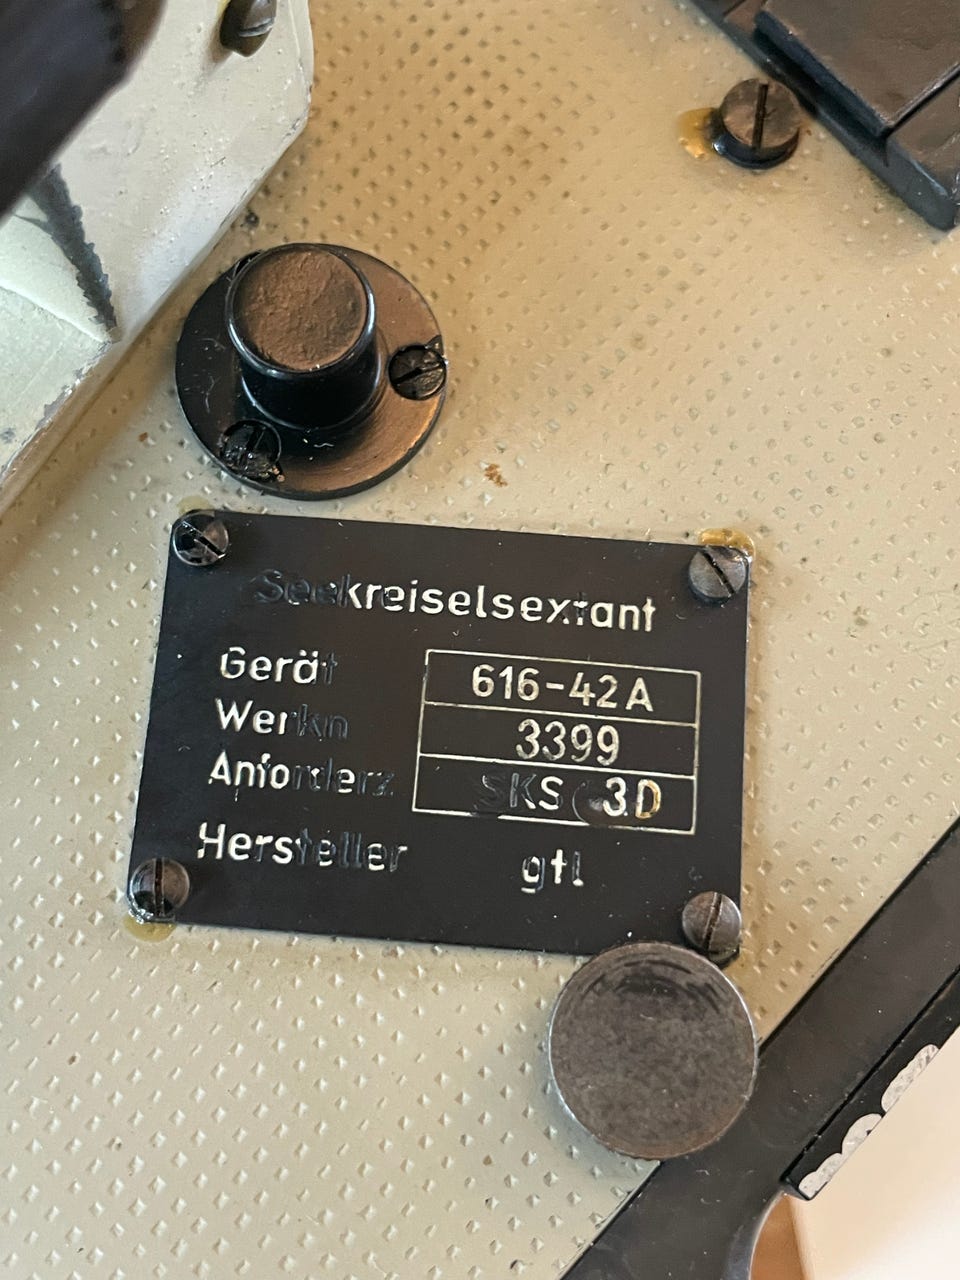 Seekreiselsextant
Gerät 616-42A
Werkn 3399
Anforderz SKS 3D
Hersteller gtl